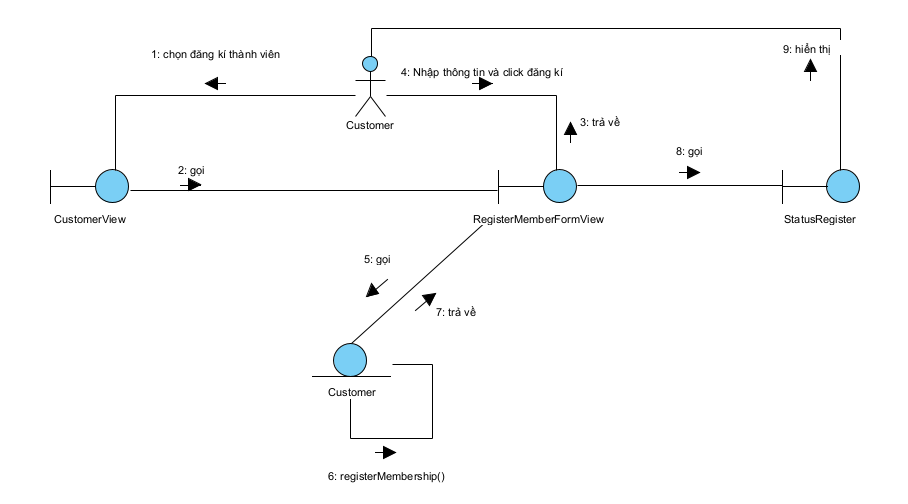 9: hiển thị
1: chọn đăng kí thành viên
4: Nhập thông tin và click đăng kí
Customer
3: trả về
8: gọi
2: gọi
CustomerView
RegisterMemberFormView
StatusRegister
5: gọi
7: trả về
Customer
6: registerMembership()